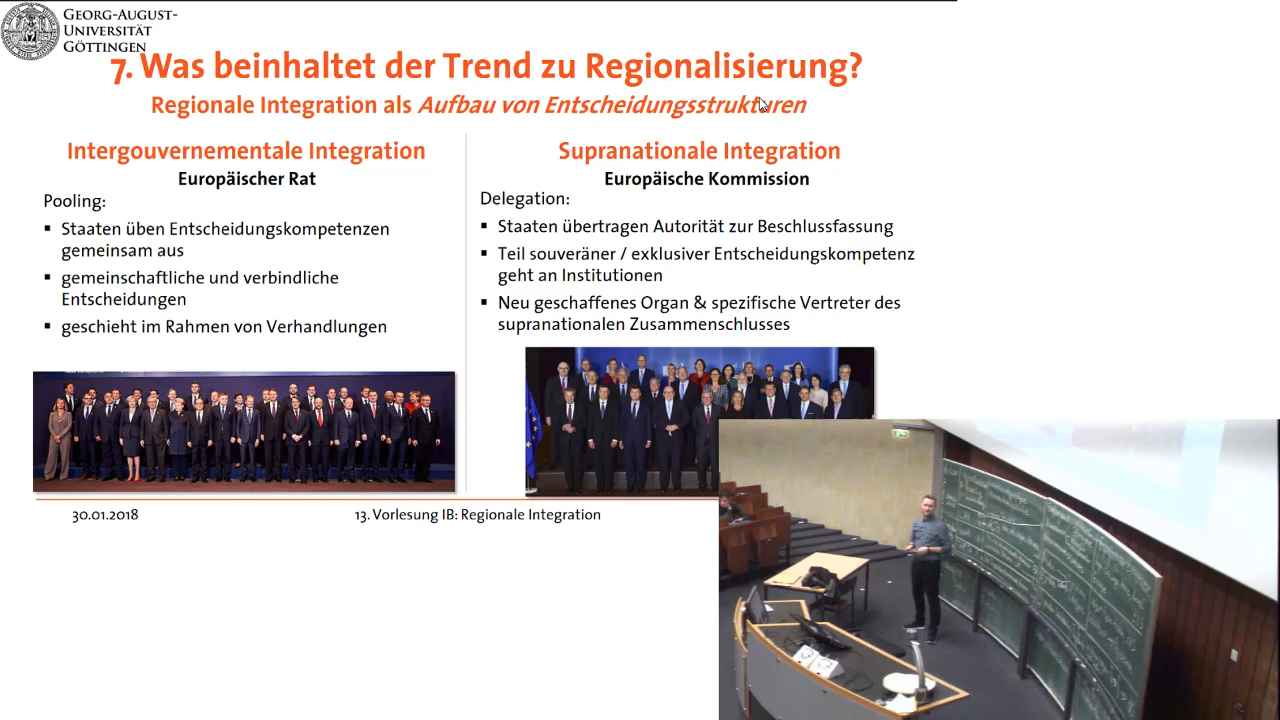 GEORG-AUGUST-
UNIVERSITÄT
GÖTTINGEN
7. Was beinhaltet der Trend zu Regionalisierung?
Regionale Integration als Aufbau von Entscheidungsstrukturen
Intergouvernementale Integration
Europäischer Rat
Pooling:
▪ Staaten üben Entscheidungskompetenzen
gemeinsam aus
▪ gemeinschaftliche und verbindliche
Entscheidungen
▪ geschieht im Rahmen von Verhandlungen
Supranationale Integration
Europäische Kommission
Delegation:
▪ Staaten übertragen Autorität zur Beschlussfassung
▪ Teil souveräner / exklusiver Entscheidungskompetenz
geht an Institutionen
▪ Neu geschaffenes Organ & spezifische Vertreter des
supranationalen Zusammenschlusses
30.01.2018
13. Vorlesung IB: Regionale Integration